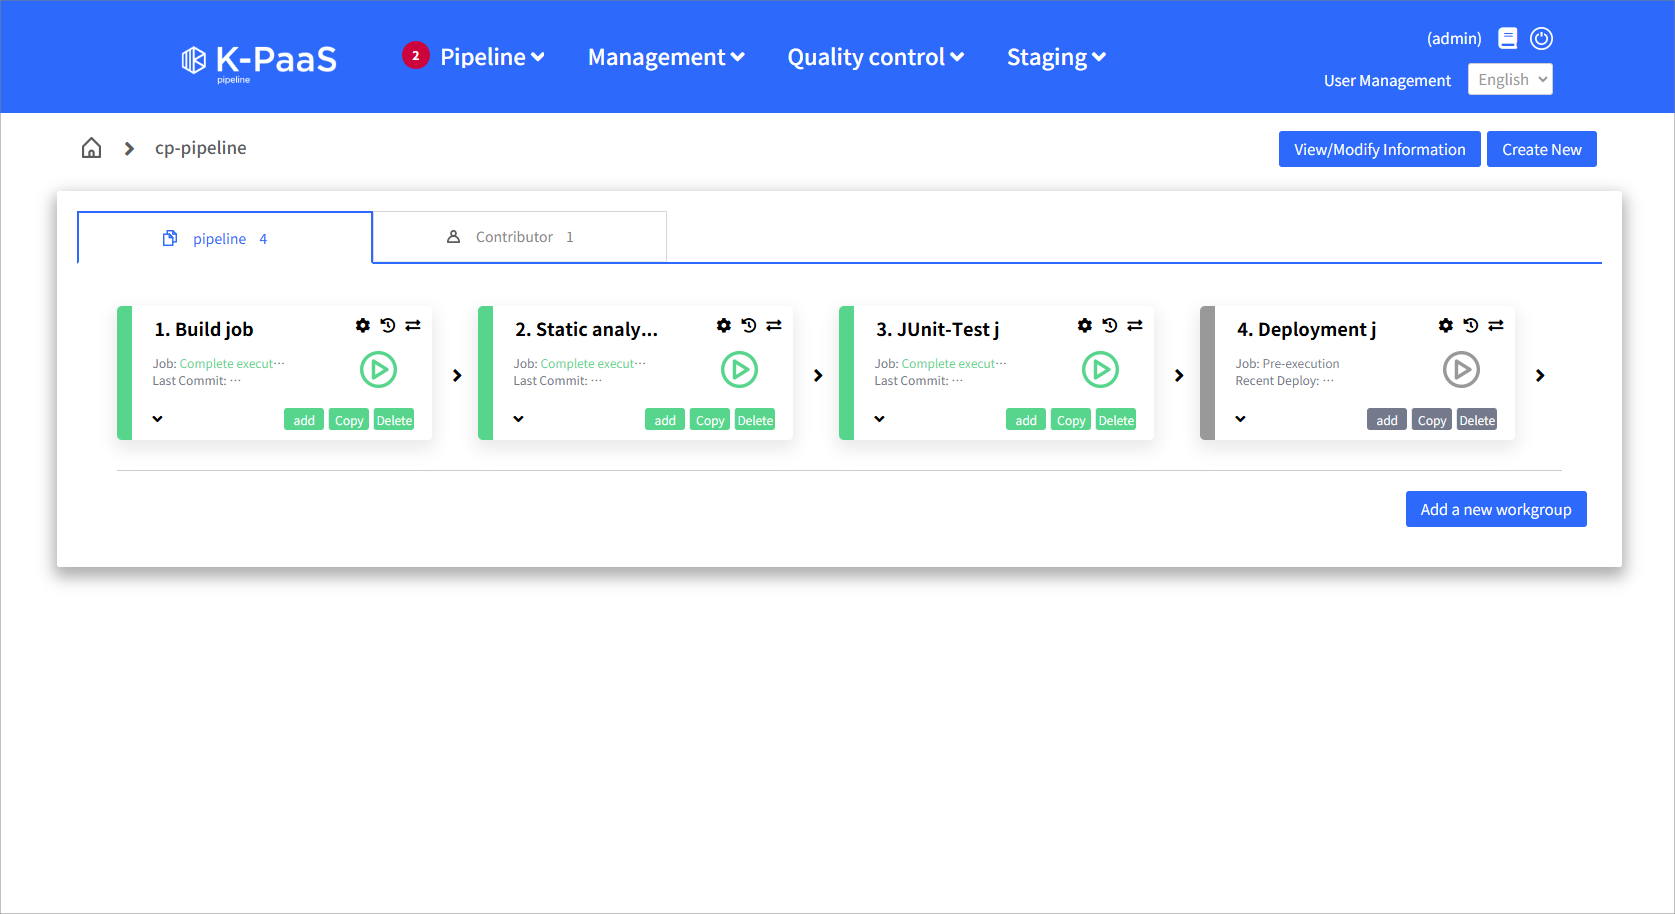 K-PaaS
pipeline
2 Pipeline Management Quality control Staging
(admin)
User Management English
cp-pipeline
View/Modify Information Create New
pipeline 4 Contributor 1
1. Build job
Job: Complete execut···
Last Commit: ···
add Copy Delete
2. Static analy...
Job: Complete execut···
Last Commit: ···
add Copy Delete
3. JUnit-Test j
Job: Complete execut···
Last Commit: ···
add Copy Delete
4. Deployment j
Job: Pre-execution
Recent Deploy: ···
add Copy Delete
Add a new workgroup